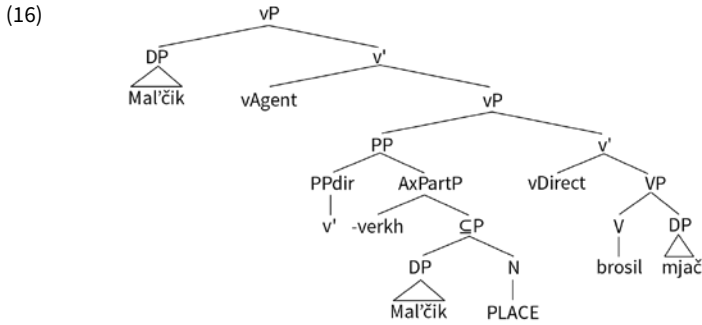 (16)
vP
DP v'
Mal'čik vAgent vP
PP v'
PPdir AxPartP vDirect VP
v' -verkh ⊆P V DP
DP N brosil mjač
Mal'čik PLACE